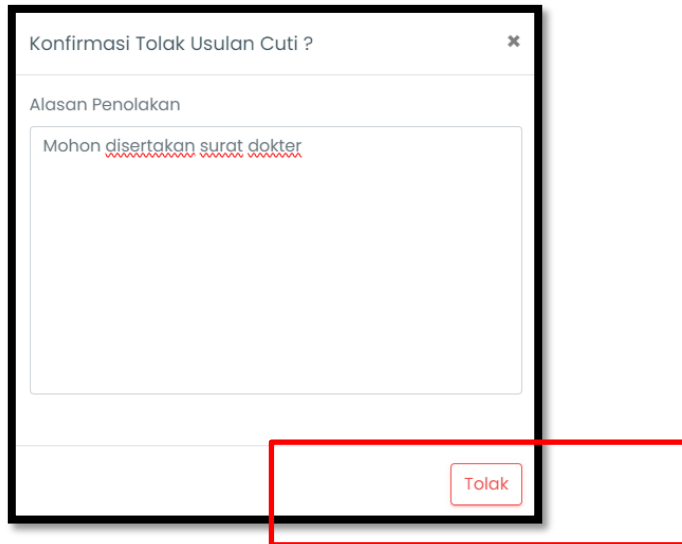 Konfirmasi Tolak Usulan Cuti ?
Alasan Penolakan
Mohon disertakan surat dokter
Tolak